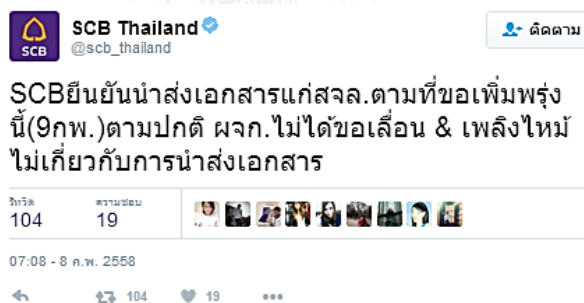 SCB Thailand
SCB
@scb_thailand
ติดตาม
SCBยืนยันนำส่งเอกสารแก่สจล.ตามที่ขอเพิ่มพรุ่ง
นี้(9กพ.)ตามปกติ ผจก.ไม่ได้ขอเลื่อน & เพลิงไหม้
ไม่เกี่ยวกับการนำส่งเอกสาร
รีทวีต ความชอบ
104 19
07:08 - 8 ก.พ. 2558
104 19